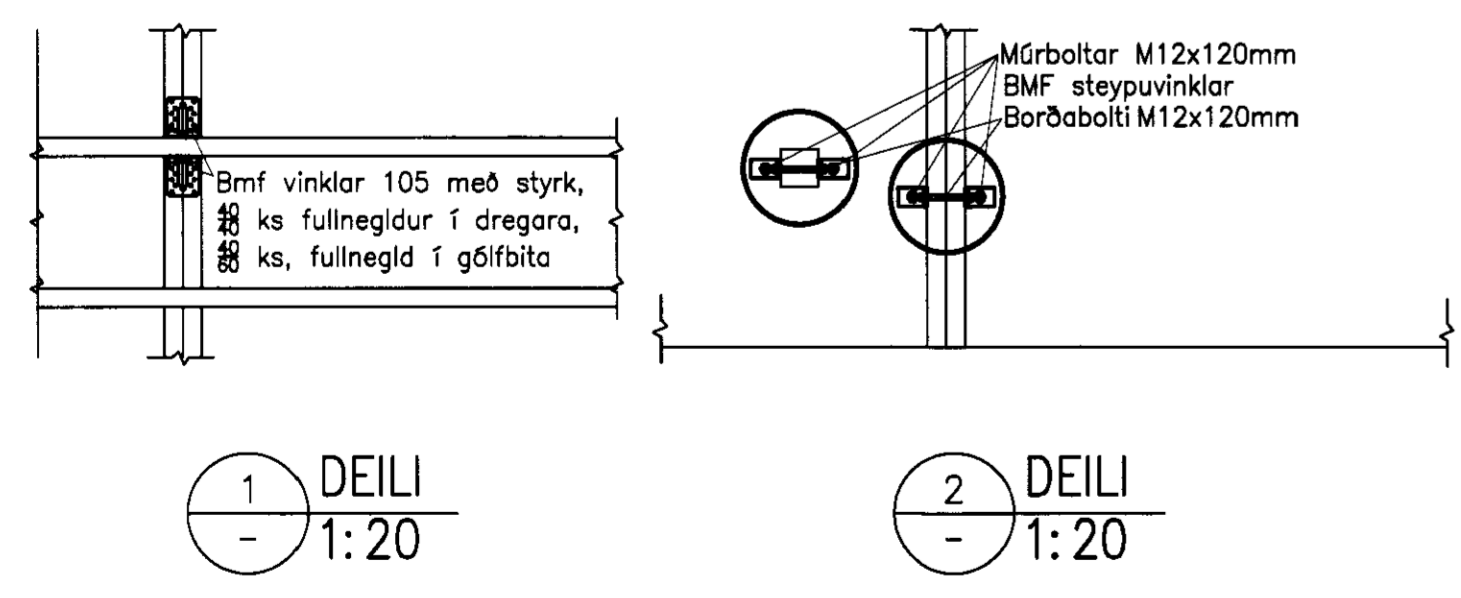 Bmf vinklar 105 með styrk,
40/40 ks fullnegldur í dregara,
40/60 ks, fullnegld í gólfbita
Múrboltar M12x120mm
BMF steypuvinklar
Borðabolti M12x120mm
1 DEILI
- 1:20
2 DEILI
- 1:20